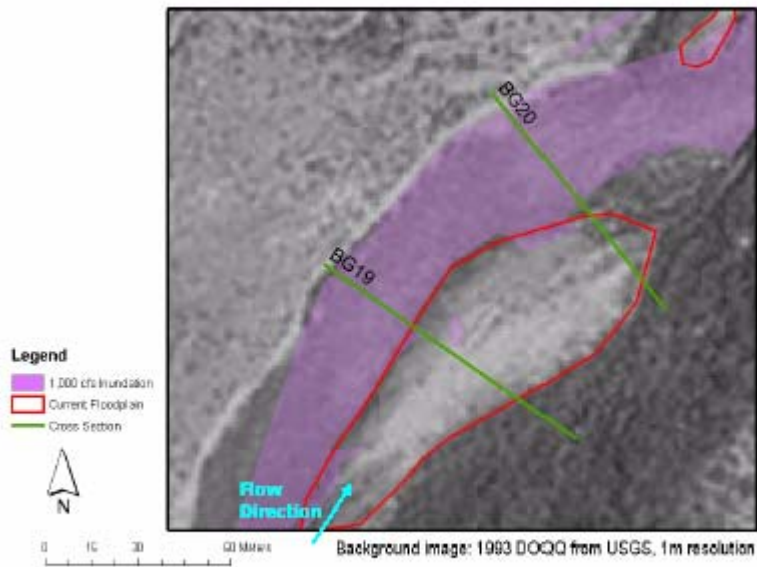 BG20
BG19
Legend
1,000 cfs Inundation
Current Floodplain
Cross Section
N
Flow
Direction
0 15 30 60 Meters
Background image: 1993 DOQQ from USGS, 1m resolution